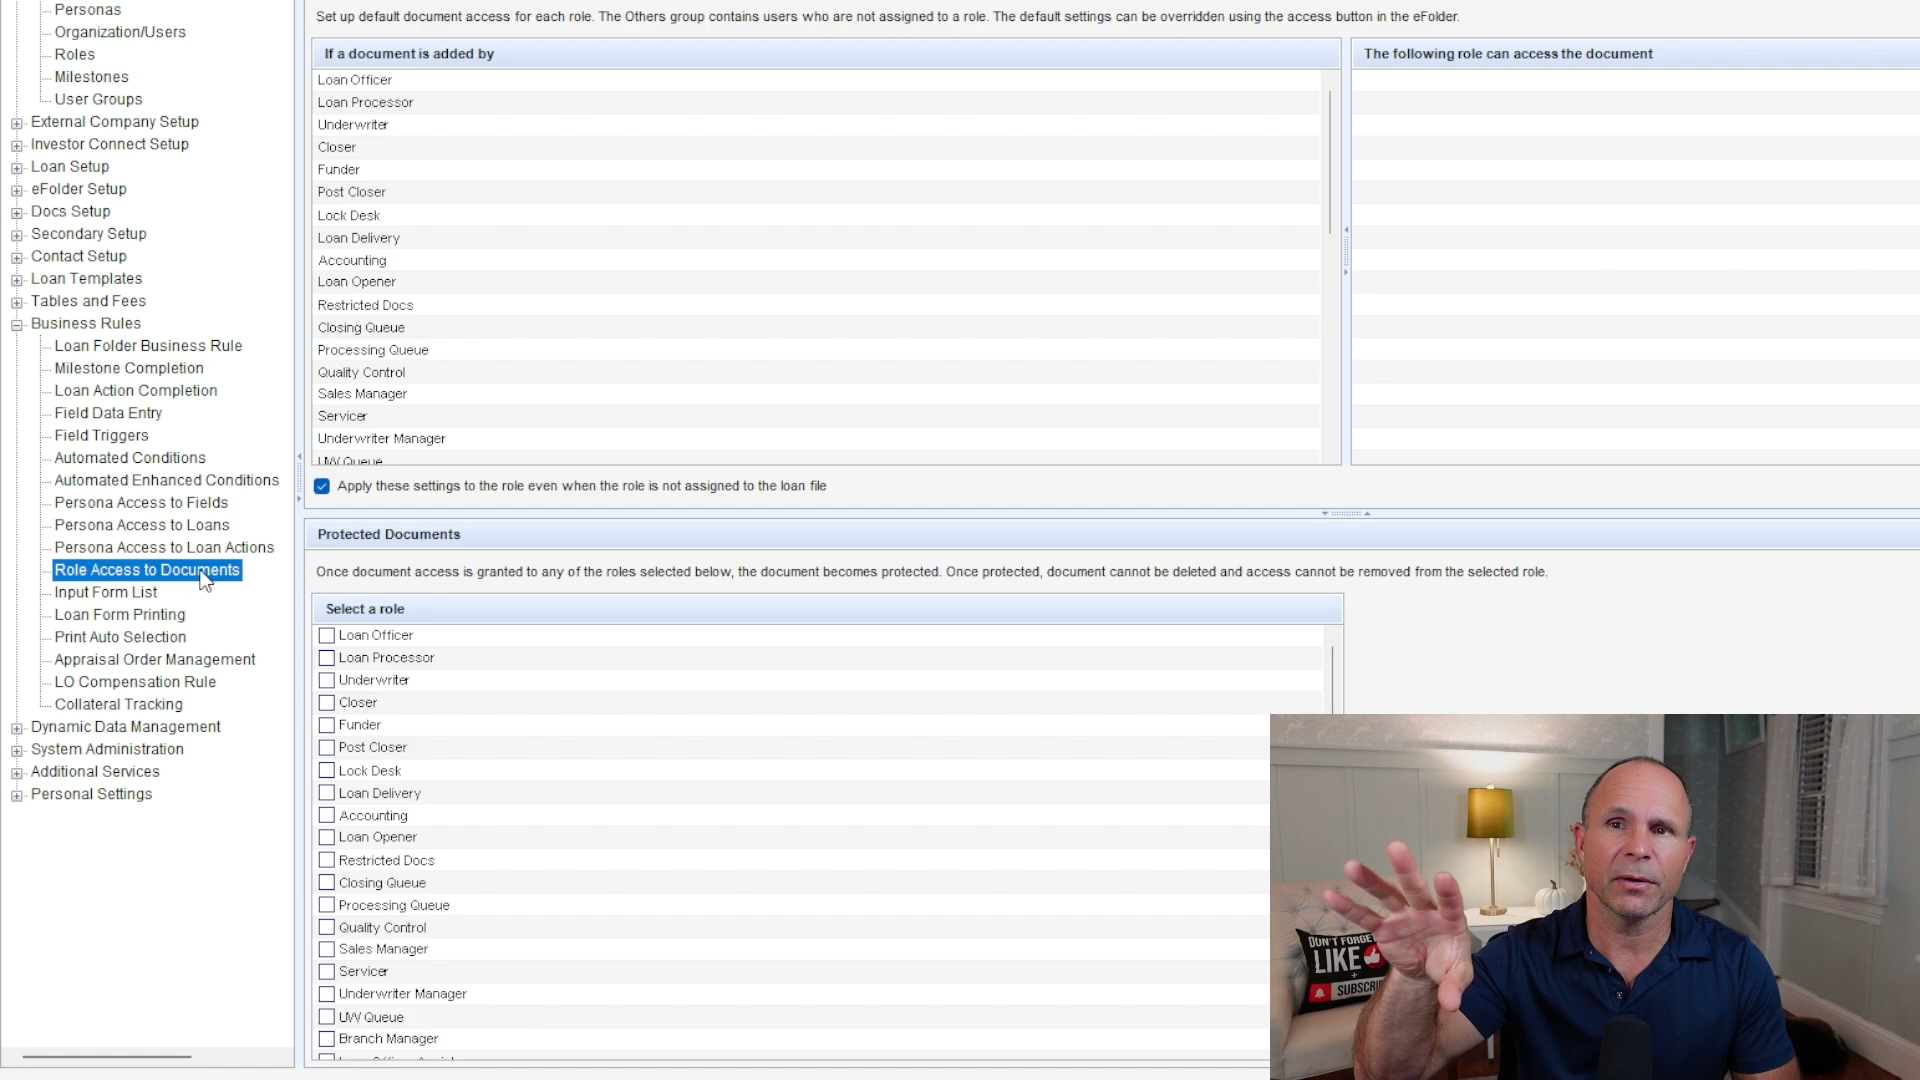 Personas
Organization/Users
Roles
Milestones
User Groups
External Company Setup
Investor Connect Setup
Loan Setup
eFolder Setup
Docs Setup
Secondary Setup
Contact Setup
Loan Templates
Tables and Fees
Business Rules
Loan Folder Business Rule
Milestone Completion
Loan Action Completion
Field Data Entry
Field Triggers
Automated Conditions
Automated Enhanced Conditions
Persona Access to Fields
Persona Access to Loans
Persona Access to Loan Actions
Role Access to Documents
Input Form List
Loan Form Printing
Print Auto Selection
Appraisal Order Management
LO Compensation Rule
Collateral Tracking
Dynamic Data Management
System Administration
Additional Services
Personal Settings
Set up default document access for each role. The Others group contains users who are not assigned to a role. The default settings can be overridden using the access button in the eFolder.
If a document is added by
Loan Officer
Loan Processor
Underwriter
Closer
Funder
Post Closer
Lock Desk
Loan Delivery
Accounting
Loan Opener
Restricted Docs
Closing Queue
Processing Queue
Quality Control
Sales Manager
Servicer
Underwriter Manager
UW Queue
The following role can access the document
Apply these settings to the role even when the role is not assigned to the loan file
Protected Documents
Once document access is granted to any of the roles selected below, the document becomes protected. Once protected, document cannot be deleted and access cannot be removed from the selected role.
Select a role
Loan Officer
Loan Processor
Underwriter
Closer
Funder
Post Closer
Lock Desk
Loan Delivery
Accounting
Loan Opener
Restricted Docs
Closing Queue
Processing Queue
Quality Control
Sales Manager
Servicer
Underwriter Manager
UW Queue
Branch Manager
DON'T FORGET
LIKE
+
SUBSCRI